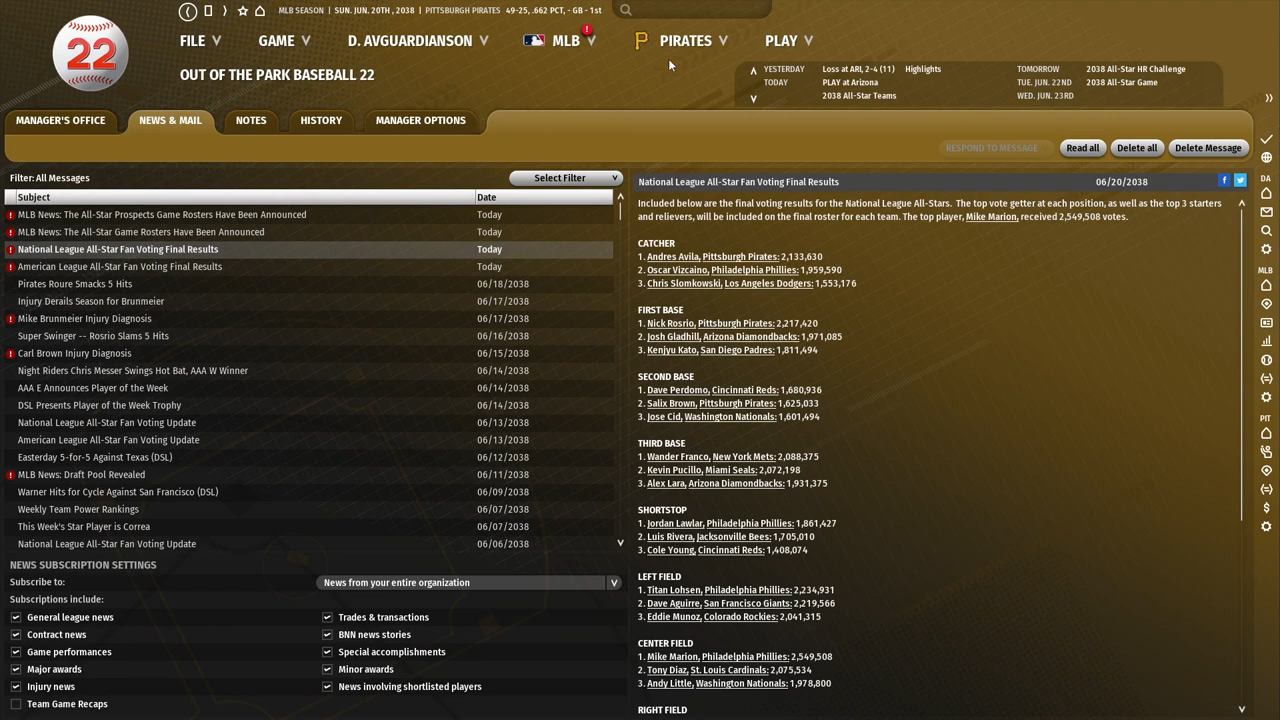 MLB SEASON | SUN. JUN. 20TH , 2038 | PITTSBURGH PIRATES 49-25, .662 PCT, - GB - 1st
22
FILE GAME D. AVGUARDIANSON MLB PIRATES PLAY
OUT OF THE PARK BASEBALL 22
YESTERDAY Loss at ARI, 2-4 (11) Highlights TOMORROW 2038 All-Star HR Challenge
TODAY PLAY at Arizona TUE. JUN. 22ND 2038 All-Star Game
2038 All-Star Teams WED. JUN. 23RD
MANAGER'S OFFICE NEWS & MAIL NOTES HISTORY MANAGER OPTIONS
RESPOND TO MESSAGE Read all Delete all Delete Message
Filter: All Messages Select Filter
Subject Date
MLB News: The All-Star Prospects Game Rosters Have Been Announced Today
MLB News: The All-Star Game Rosters Have Been Announced Today
National League All-Star Fan Voting Final Results Today
American League All-Star Fan Voting Final Results Today
Pirates Roure Smacks 5 Hits 06/18/2038
Injury Derails Season for Brunmeier 06/17/2038
Mike Brunmeier Injury Diagnosis 06/17/2038
Super Swinger -- Rosrio Slams 5 Hits 06/16/2038
Carl Brown Injury Diagnosis 06/15/2038
Night Riders Chris Messer Swings Hot Bat, AAA W Winner 06/14/2038
AAA E Announces Player of the Week 06/14/2038
DSL Presents Player of the Week Trophy 06/14/2038
National League All-Star Fan Voting Update 06/13/2038
American League All-Star Fan Voting Update 06/13/2038
Easterday 5-for-5 Against Texas (DSL) 06/12/2038
MLB News: Draft Pool Revealed 06/11/2038
Warner Hits for Cycle Against San Francisco (DSL) 06/09/2038
Weekly Team Power Rankings 06/07/2038
This Week's Star Player is Correa 06/07/2038
National League All-Star Fan Voting Update 06/06/2038
NEWS SUBSCRIPTION SETTINGS
Subscribe to: News from your entire organization
Subscriptions include:
General league news Trades & transactions
Contract news BNN news stories
Game performances Special accomplishments
Major awards Minor awards
Injury news News involving shortlisted players
Team Game Recaps
National League All-Star Fan Voting Final Results 06/20/2038
Included below are the final voting results for the National League All-Stars. The top vote getter at each position, as well as the top 3 starters
and relievers, will be included on the final roster for each team. The top player, Mike Marion, received 2,549,508 votes.
CATCHER
1. Andres Avila, Pittsburgh Pirates: 2,133,630
2. Oscar Vizcaino, Philadelphia Phillies: 1,959,590
3. Chris Slomkowski, Los Angeles Dodgers: 1,553,176
FIRST BASE
1. Nick Rosrio, Pittsburgh Pirates: 2,217,420
2. Josh Gladhill, Arizona Diamondbacks: 1,971,085
3. Kenjyu Kato, San Diego Padres: 1,811,494
SECOND BASE
1. Dave Perdomo, Cincinnati Reds: 1,680,936
2. Salix Brown, Pittsburgh Pirates: 1,625,033
3. Jose Cid, Washington Nationals: 1,601,494
THIRD BASE
1. Wander Franco, New York Mets: 2,088,375
2. Kevin Pucillo, Miami Seals: 2,072,198
3. Alex Lara, Arizona Diamondbacks: 1,931,375
SHORTSTOP
1. Jordan Lawlar, Philadelphia Phillies: 1,861,427
2. Luis Rivera, Jacksonville Bees: 1,705,010
3. Cole Young, Cincinnati Reds: 1,408,074
LEFT FIELD
1. Titan Lohsen, Philadelphia Phillies: 2,234,931
2. Dave Aguirre, San Francisco Giants: 2,219,566
3. Eddie Munoz, Colorado Rockies: 2,041,315
CENTER FIELD
1. Mike Marion, Philadelphia Phillies: 2,549,508
2. Tony Diaz, St. Louis Cardinals: 2,075,534
3. Andy Little, Washington Nationals: 1,978,800
RIGHT FIELD
DA
MLB
PIT